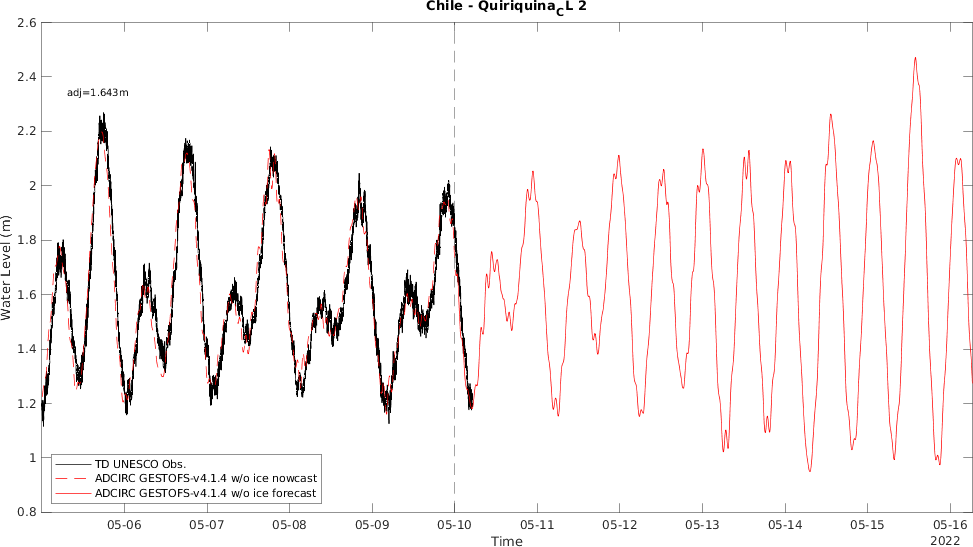 Chile - Quiriquina_CL 2
2.6
2.4
2.2
2
1.8
1.6
1.4
1.2
1
0.8
Water Level (m)
adj=1.643m
TD UNESCO Obs.
ADCIRC GESTOFS-v4.1.4 w/o ice nowcast
ADCIRC GESTOFS-v4.1.4 w/o ice forecast
05-06 05-07 05-08 05-09 05-10 05-11 05-12 05-13 05-14 05-15 05-16
Time
2022